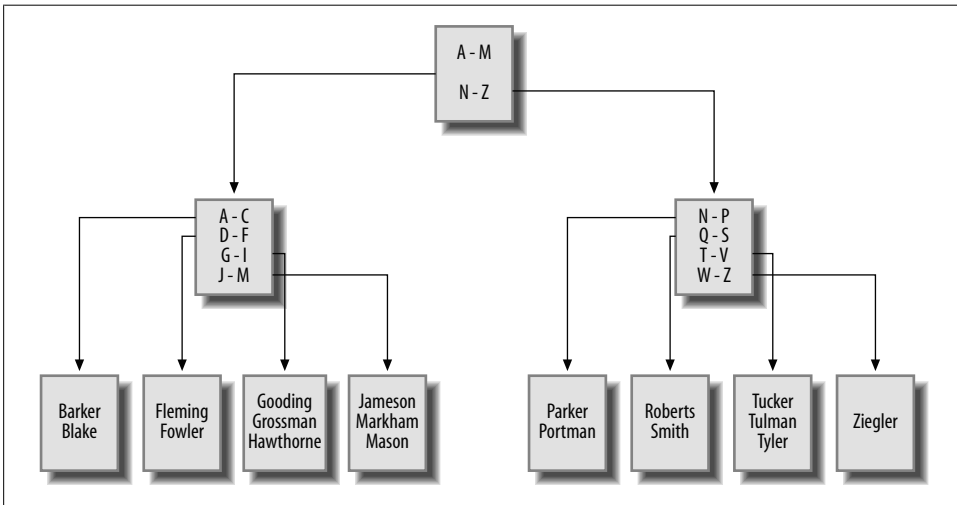 A - M
N - Z
A - C
D - F
G - I
J - M
N - P
Q - S
T - V
W - Z
Barker
Blake
Fleming
Fowler
Gooding
Grossman
Hawthorne
Jameson
Markham
Mason
Parker
Portman
Roberts
Smith
Tucker
Tulman
Tyler
Ziegler